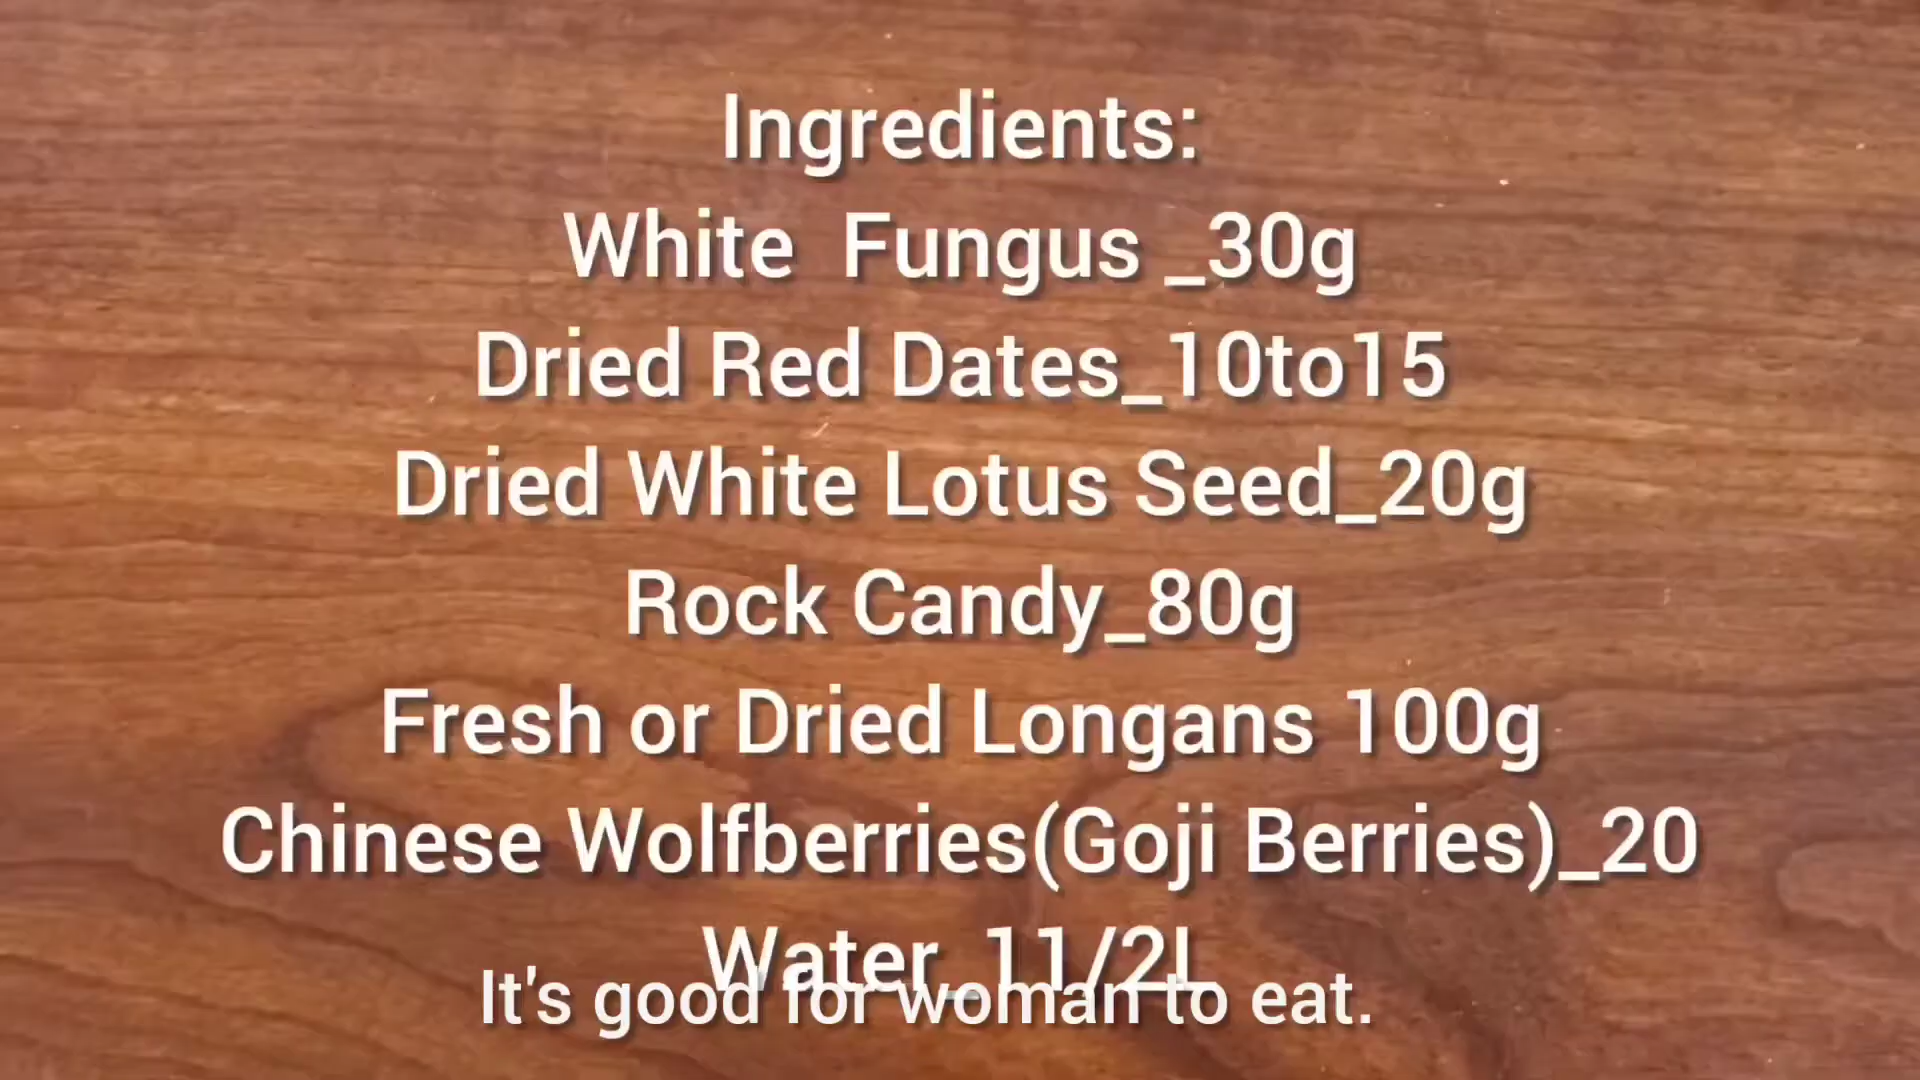 Ingredients:
White  Fungus _30g
Dried Red Dates_10to15
Dried White Lotus Seed_20g
Rock Candy_80g
Fresh or Dried Longans 100g
Chinese Wolfberries(Goji Berries)_20
Water_11/2L
It's good for woman to eat.